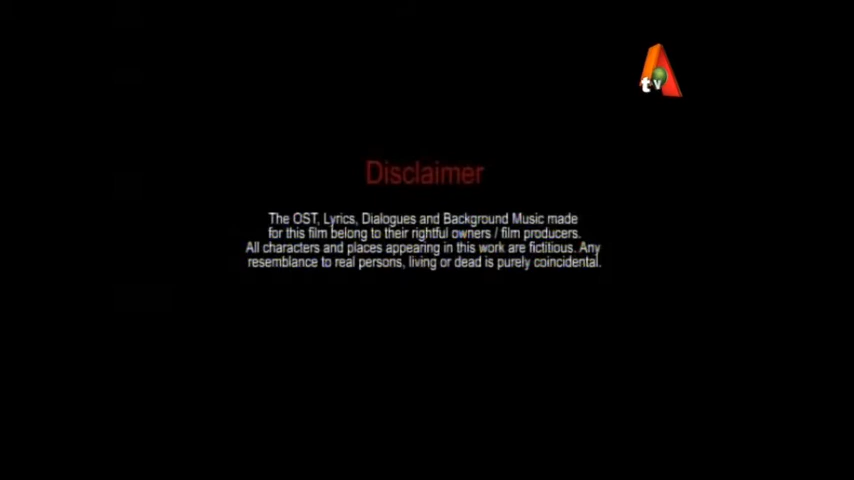 A
tv
Disclaimer
The OST, Lyrics, Dialogues and Background Music made
for this film belong to their rightful owners / film producers.
All characters and places appearing in this work are fictitious. Any
resemblance to real persons, living or dead is purely coincidental.